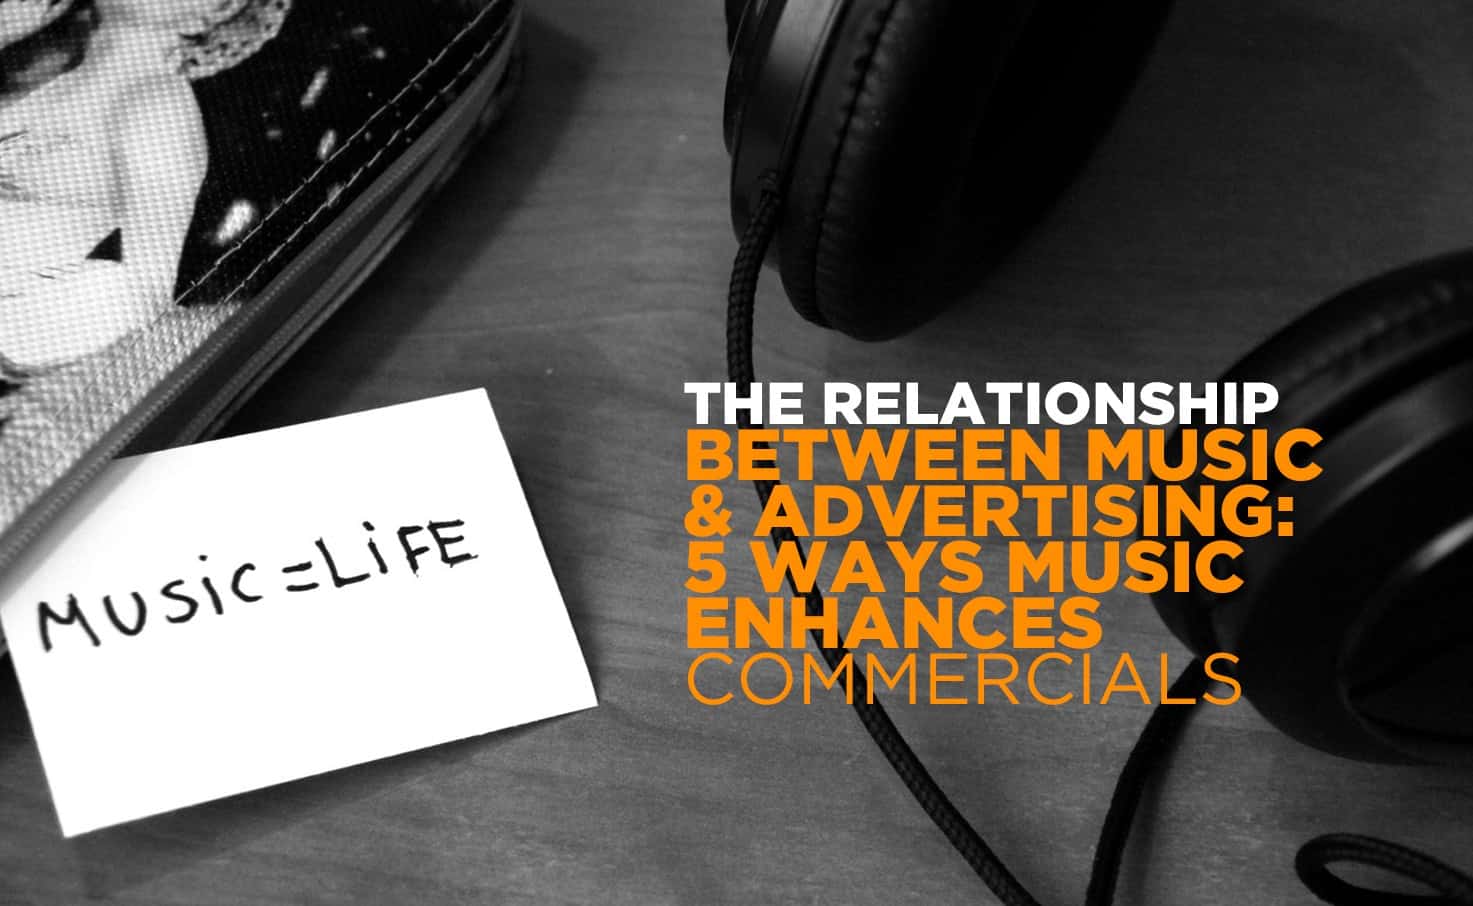 MUSiC=LiFE
THE RELATIONSHIP
BETWEEN MUSIC
& ADVERTISING:
5 WAYS MUSIC
ENHANCES
COMMERCIALS